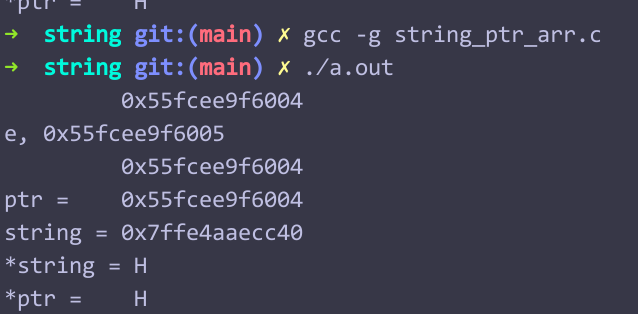 *ptr =    H
➜  string git:(main) ✗ gcc -g string_ptr_arr.c
➜  string git:(main) ✗ ./a.out
        0x55fcee9f6004
e, 0x55fcee9f6005
        0x55fcee9f6004
ptr =   0x55fcee9f6004
string = 0x7ffe4aaecc40
*string = H
*ptr =    H